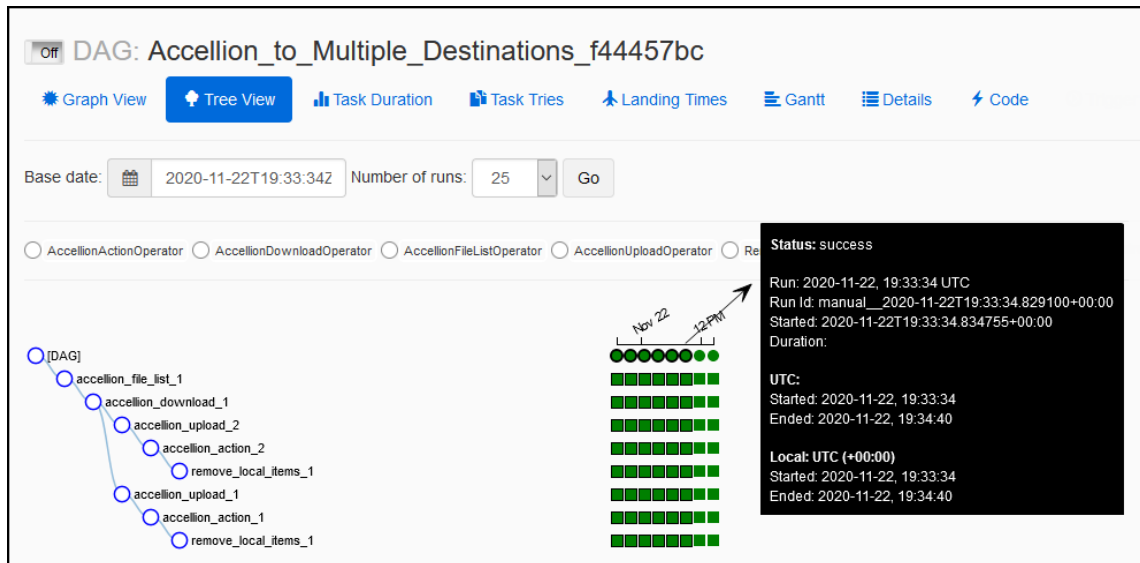 Off DAG: Accellion_to_Multiple_Destinations_f44457bc
Graph View Tree View Task Duration Task Tries Landing Times Gantt Details Code
Base date: 2020-11-22T19:33:34Z Number of runs: 25 Go
AccellionActionOperator AccellionDownloadOperator AccellionFileListOperator AccellionUploadOperator Re
Status: success
Run: 2020-11-22, 19:33:34 UTC
Run Id: manual__2020-11-22T19:33:34.829100+00:00
Started: 2020-11-22T19:33:34.834755+00:00
Duration:
UTC:
Started: 2020-11-22, 19:33:34
Ended: 2020-11-22, 19:34:40
Local: UTC (+00:00)
Started: 2020-11-22, 19:33:34
Ended: 2020-11-22, 19:34:40
Nov 22 12 PM
[DAG]
accellion_file_list_1
accellion_download_1
accellion_upload_2
accellion_action_2
remove_local_items_1
accellion_upload_1
accellion_action_1
remove_local_items_1